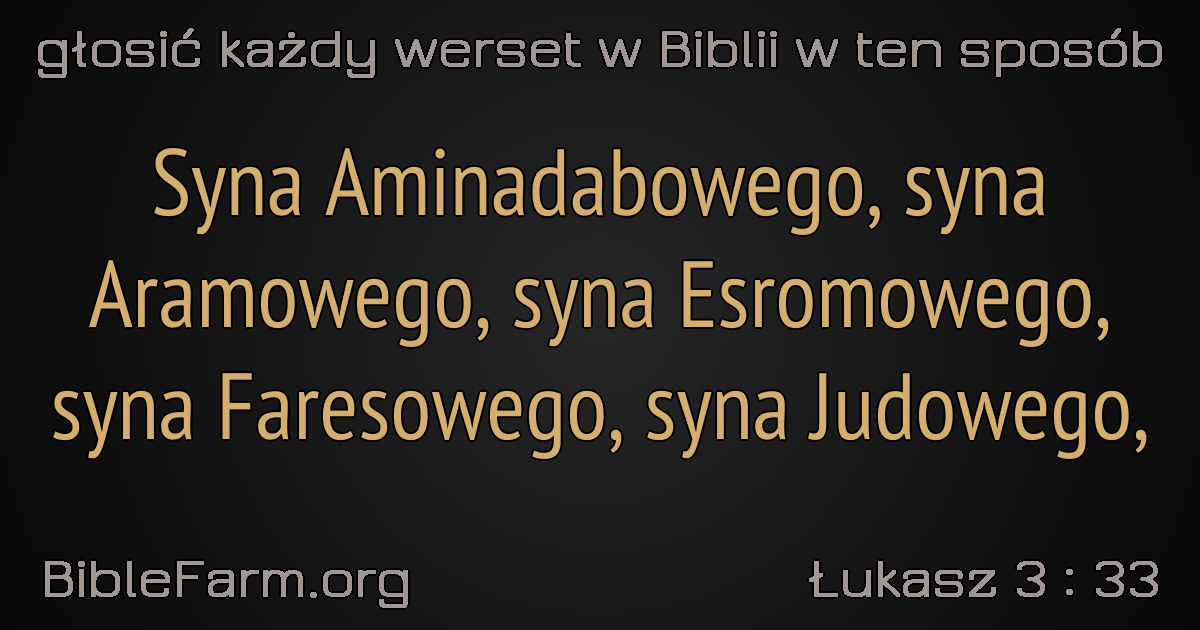 głosić każdy werset w Biblii w ten sposób
Syna Aminadabowego, syna
Aramowego, syna Esromowego,
syna Faresowego, syna Judowego,
BibleFarm.org
Łukasz 3 : 33